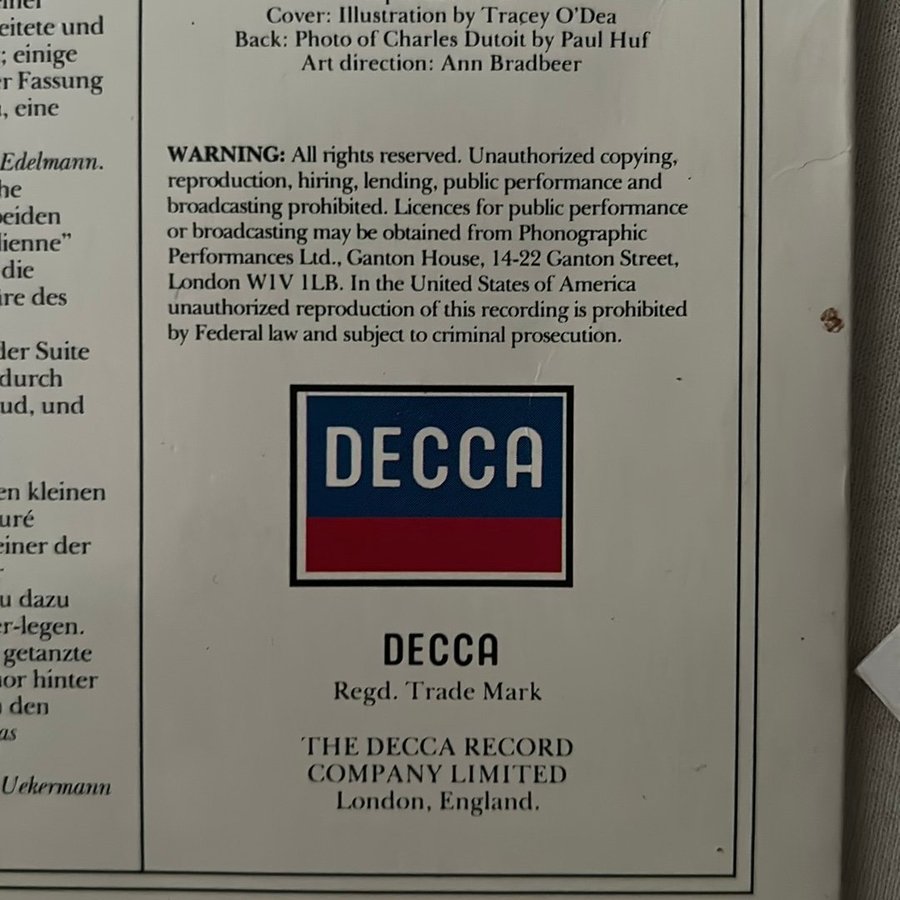 eitete und
; einige
r Fassung
, eine
Edelmann.
he
beiden
lienne”
die
re des
der Suite
durch
ud, und
en kleinen
uré
einer der
u dazu
er-legen.
getanzte
or hinter
den
as
Uekermann
Cover: Illustration by Tracey O’Dea
Back: Photo of Charles Dutoit by Paul Huf
Art direction: Ann Bradbeer
WARNING: All rights reserved. Unauthorized copying,
reproduction, hiring, lending, public performance and
broadcasting prohibited. Licences for public performance
or broadcasting may be obtained from Phonographic
Performances Ltd., Ganton House, 14-22 Ganton Street,
London W1V 1LB. In the United States of America
unauthorized reproduction of this recording is prohibited
by Federal law and subject to criminal prosecution.
DECCA
DECCA
Regd. Trade Mark
THE DECCA RECORD
COMPANY LIMITED
London, England.